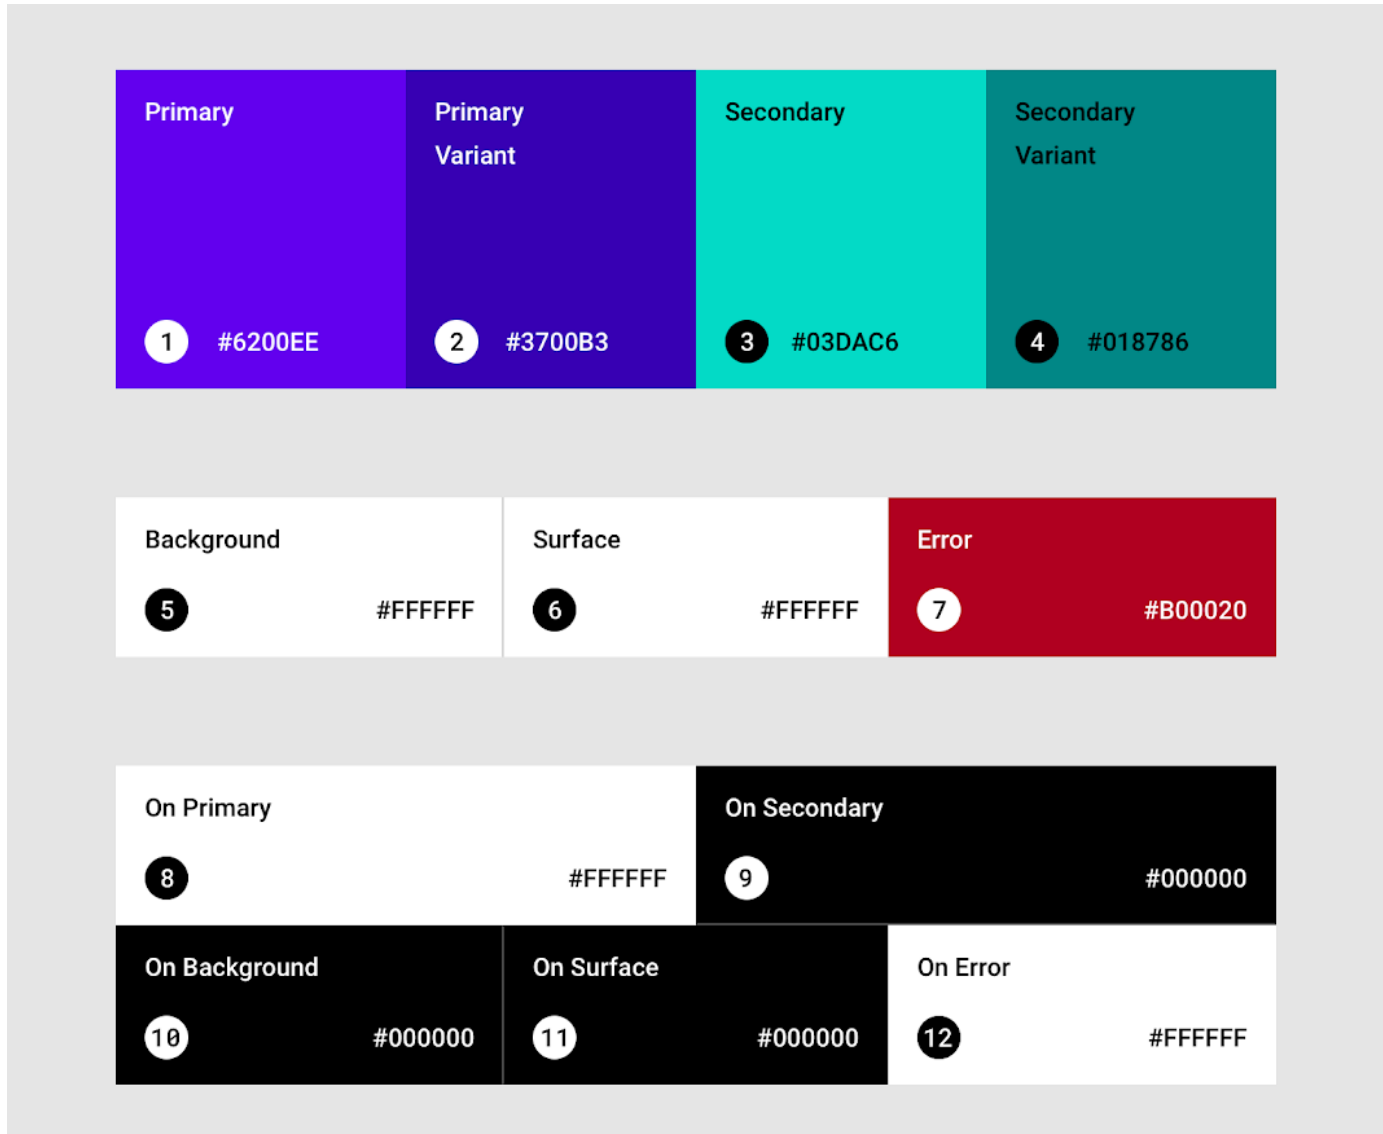 Primary
Primary
Variant
Secondary
Secondary
Variant
1 #6200EE
2 #3700B3
3 #03DAC6
4 #018786
Background
Surface
Error
5 #FFFFFF
6 #FFFFFF
7 #B00020
On Primary
On Secondary
8 #FFFFFF
9 #000000
On Background
On Surface
On Error
10 #000000
11 #000000
12 #FFFFFF